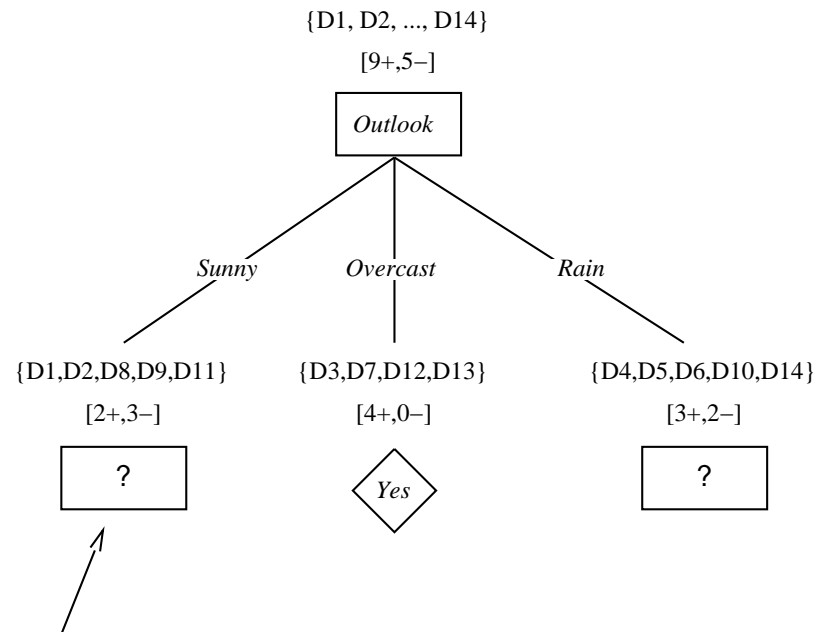 {D1, D2, ..., D14}
[9+,5−]
Outlook
Sunny Overcast Rain
{D1,D2,D8,D9,D11} {D3,D7,D12,D13} {D4,D5,D6,D10,D14}
[2+,3−] [4+,0−] [3+,2−]
? Yes ?